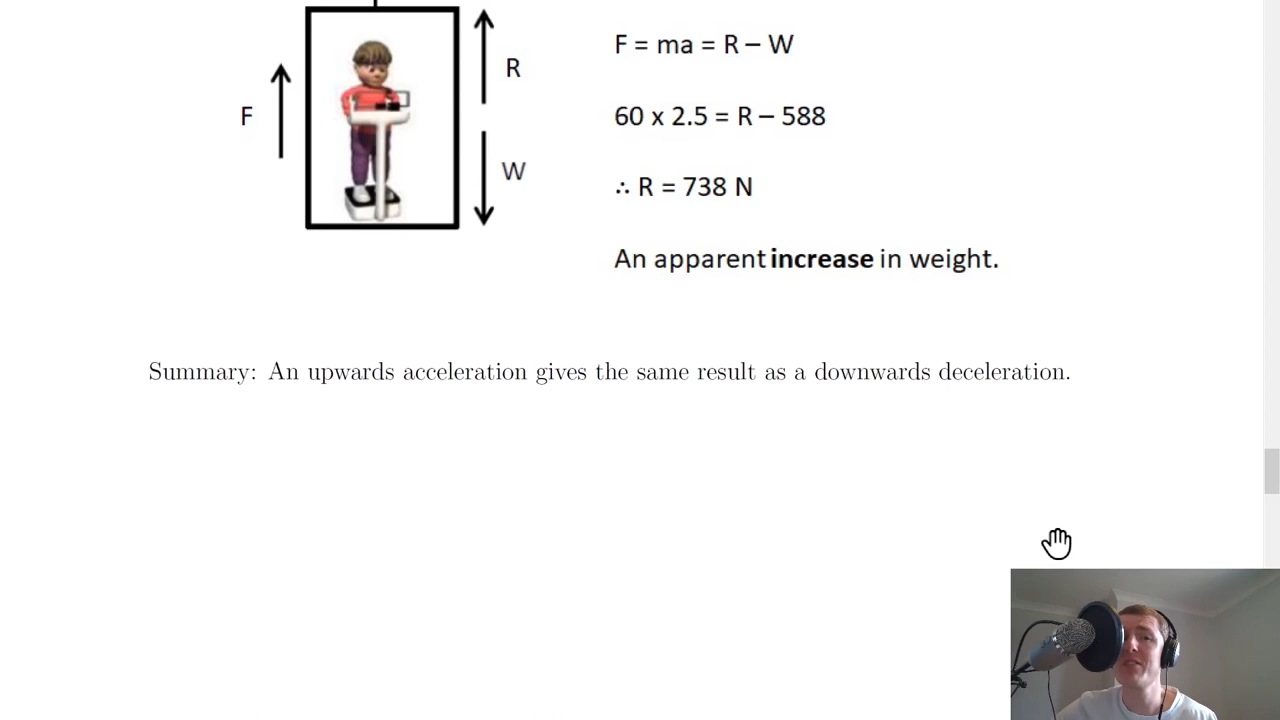 F = ma = R – W
R
F
60 x 2.5 = R – 588
W
∴ R = 738 N
An apparent increase in weight.
Summary: An upwards acceleration gives the same result as a downwards deceleration.